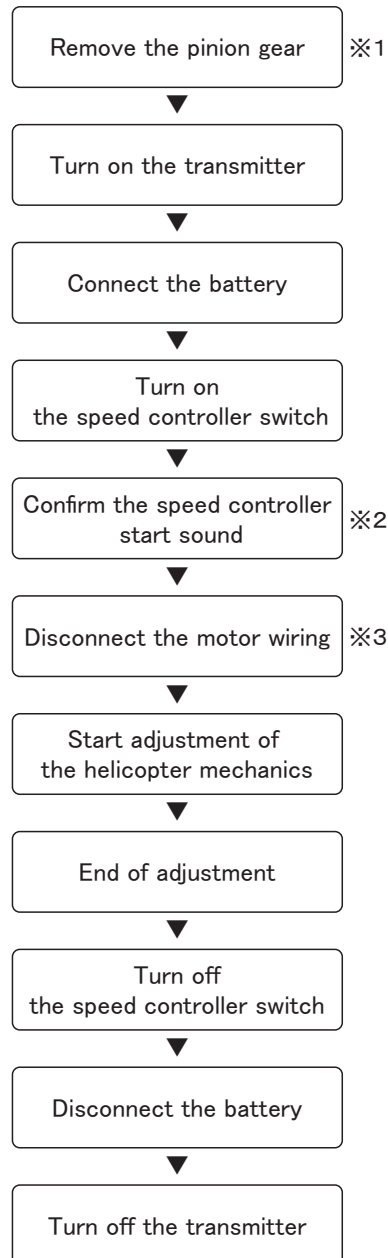 Remove the pinion gear ※1
▼
Turn on the transmitter
▼
Connect the battery
▼
Turn on
the speed controller switch
▼
Confirm the speed controller
start sound ※2
▼
Disconnect the motor wiring ※3
▼
Start adjustment of
the helicopter mechanics
▼
End of adjustment
▼
Turn off
the speed controller switch
▼
Disconnect the battery
▼
Turn off the transmitter